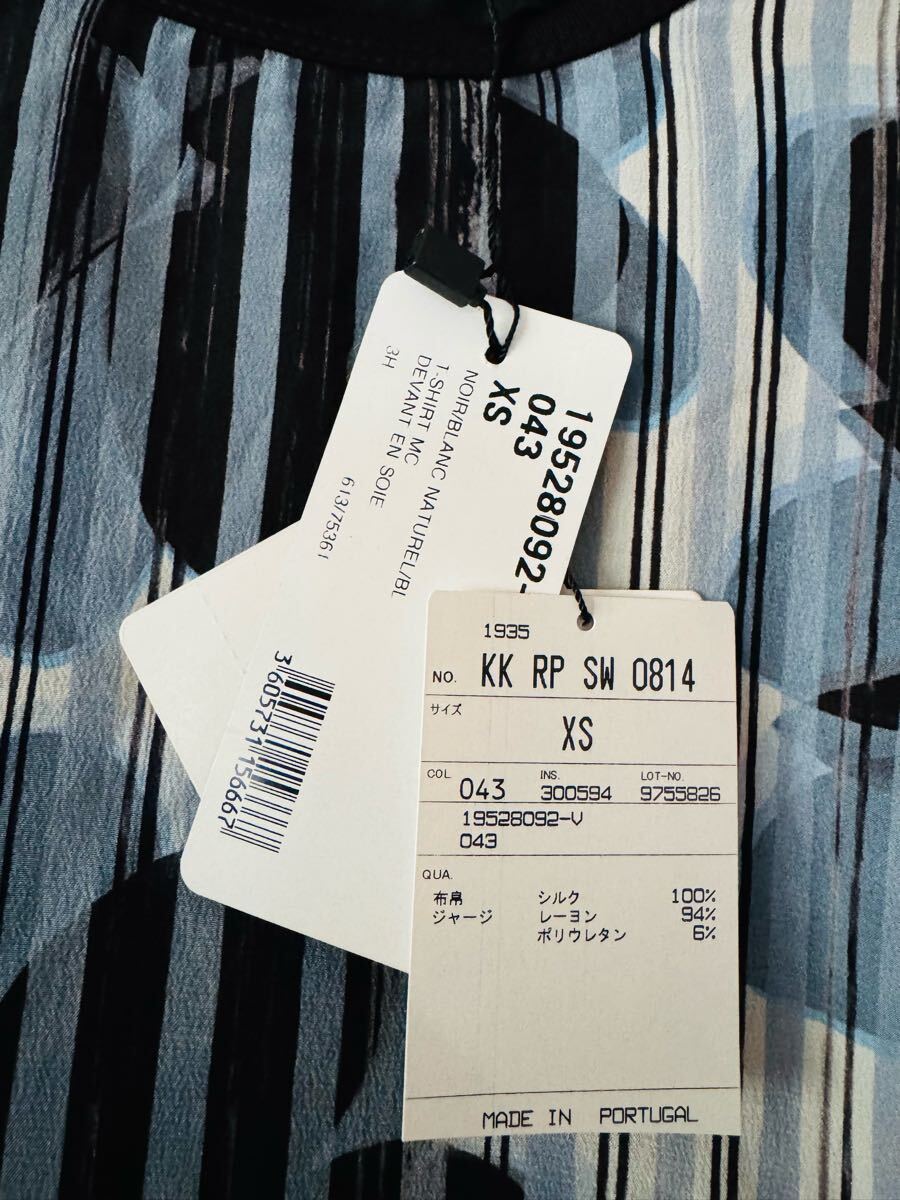 19528092-
043
XS
NOIR/BLANC NATUREL/BL
T-SHIRT MC
DEVANT EN SOIE
3H
613/75361
3605731156667
1935
NO. KK RP SW 0814
サイズ
XS
COL 043 INS. 300594 LOT-NO. 9755826
19528092-V
043
QUA.
布帛 シルク 100%
ジャージ レーヨン 94%
ポリウレタン 6%
MADE IN PORTUGAL